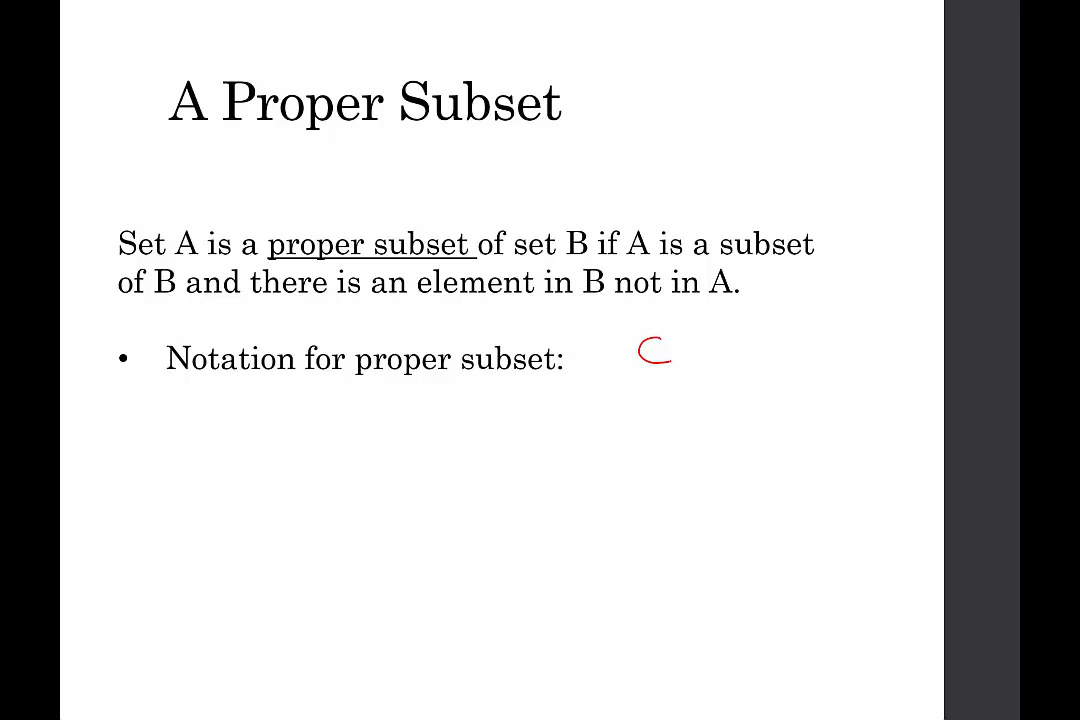 A Proper Subset
Set A is a proper subset of set B if A is a subset
of B and there is an element in B not in A.
• Notation for proper subset: ⊂